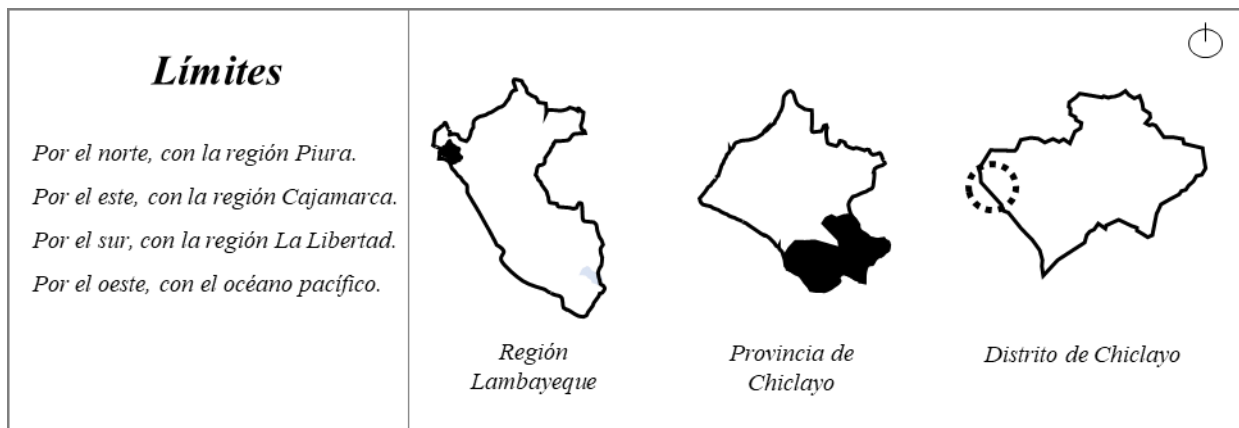 Límites
Por el norte, con la región Piura.
Por el este, con la región Cajamarca.
Por el sur, con la región La Libertad.
Por el oeste, con el océano pacífico.
Región
Lambayeque
Provincia de
Chiclayo
Distrito de Chiclayo